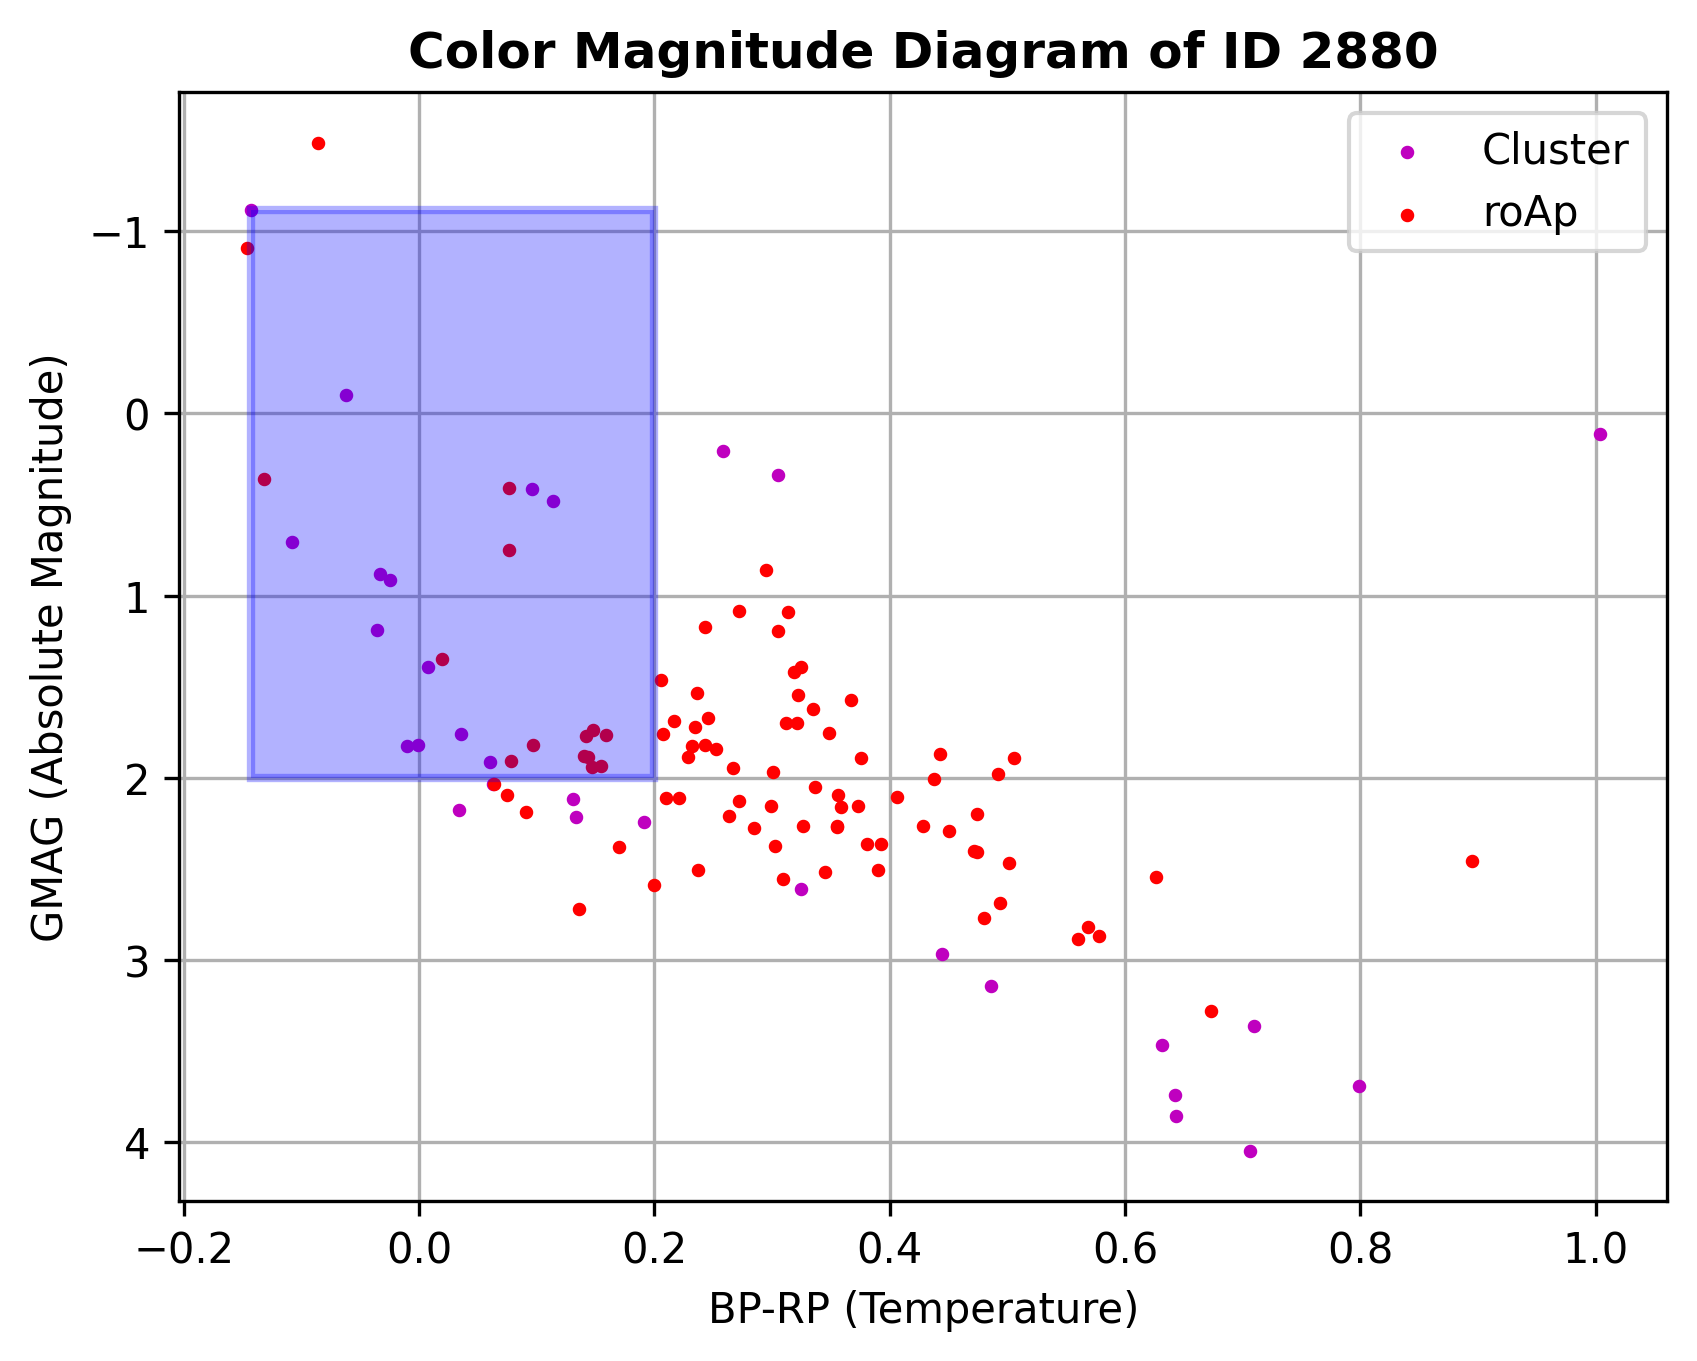 Color Magnitude Diagram of ID 2880
Cluster
roAp
GMAG (Absolute Magnitude)
−1
0
1
2
3
4
−0.2 0.0 0.2 0.4 0.6 0.8 1.0
BP-RP (Temperature)